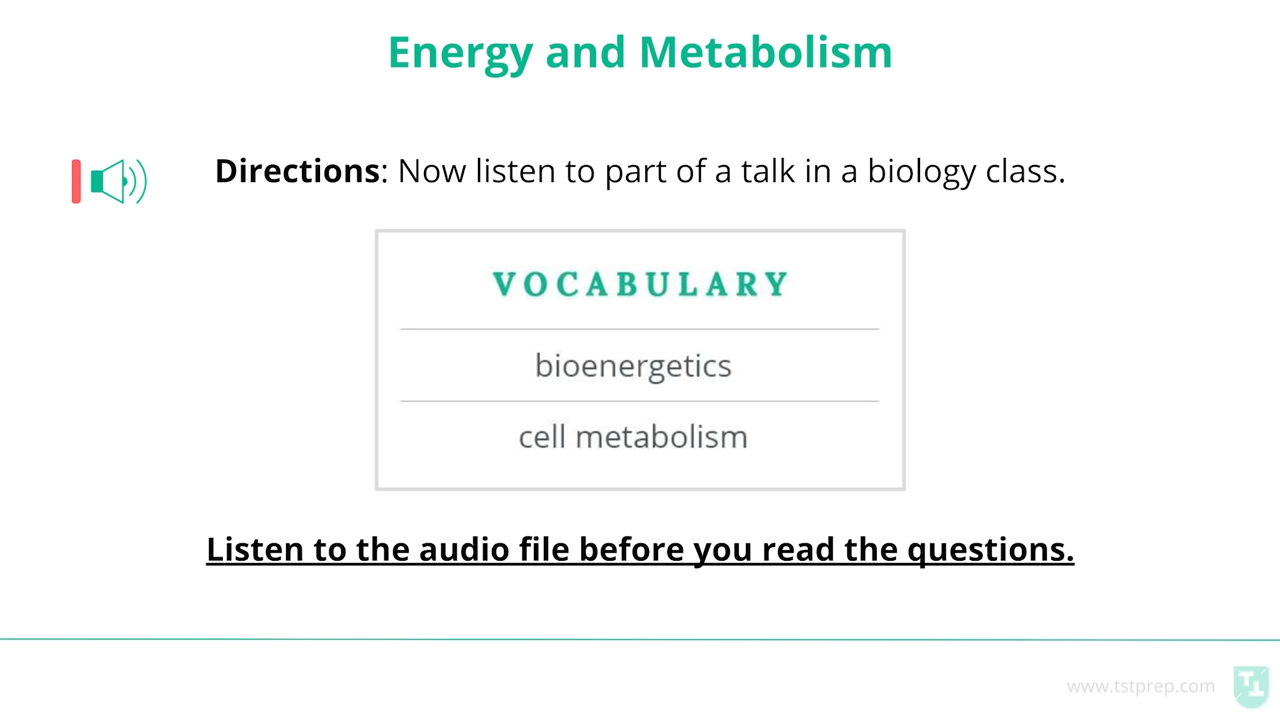 Energy and Metabolism
Directions: Now listen to part of a talk in a biology class.
VOCABULARY
bioenergetics
cell metabolism
Listen to the audio file before you read the questions.
www.tstprep.com